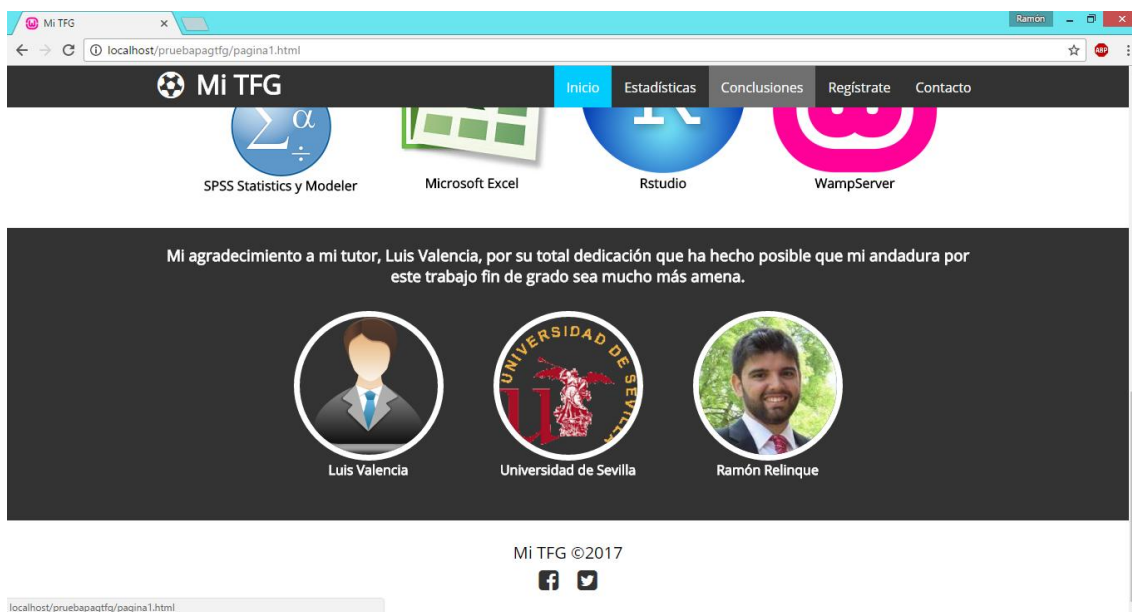 Mi TFG
Ramón
localhost/pruebapagtfg/pagina1.html
ABP
Mi TFG
Inicio Estadísticas Conclusiones Regístrate Contacto
Σ α ÷
R
SPSS Statistics y Modeler Microsoft Excel Rstudio WampServer
Mi agradecimiento a mi tutor, Luis Valencia, por su total dedicación que ha hecho posible que mi andadura por
este trabajo fin de grado sea mucho más amena.
UNIVERSIDAD DE SEVILLA
Luis Valencia Universidad de Sevilla Ramón Relinque
Mi TFG ©2017
localhost/pruebapagtfg/pagina1.html